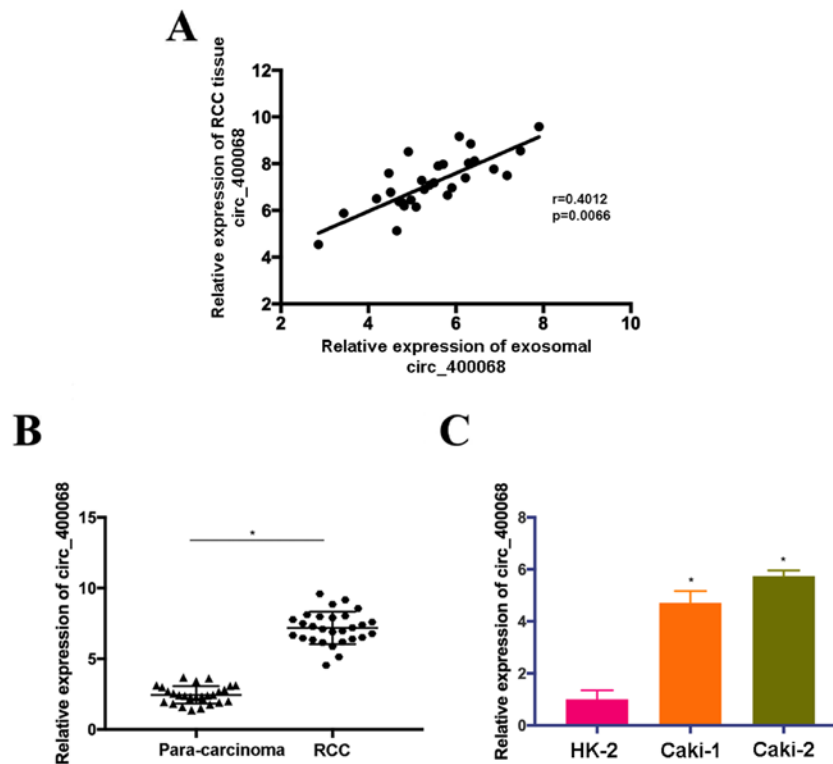 A
Relative expression of RCC tissue
circ_400068
12
10
8
6
4
2
r=0.4012
p=0.0066
2
4
6
8
10
Relative expression of exosomal
circ_400068
B
Relative expression of circ_400068
15
10
5
0
*
Para-carcinoma
RCC
C
Relative expression of circ_400068
8
6
4
2
0
*
*
HK-2
Caki-1
Caki-2